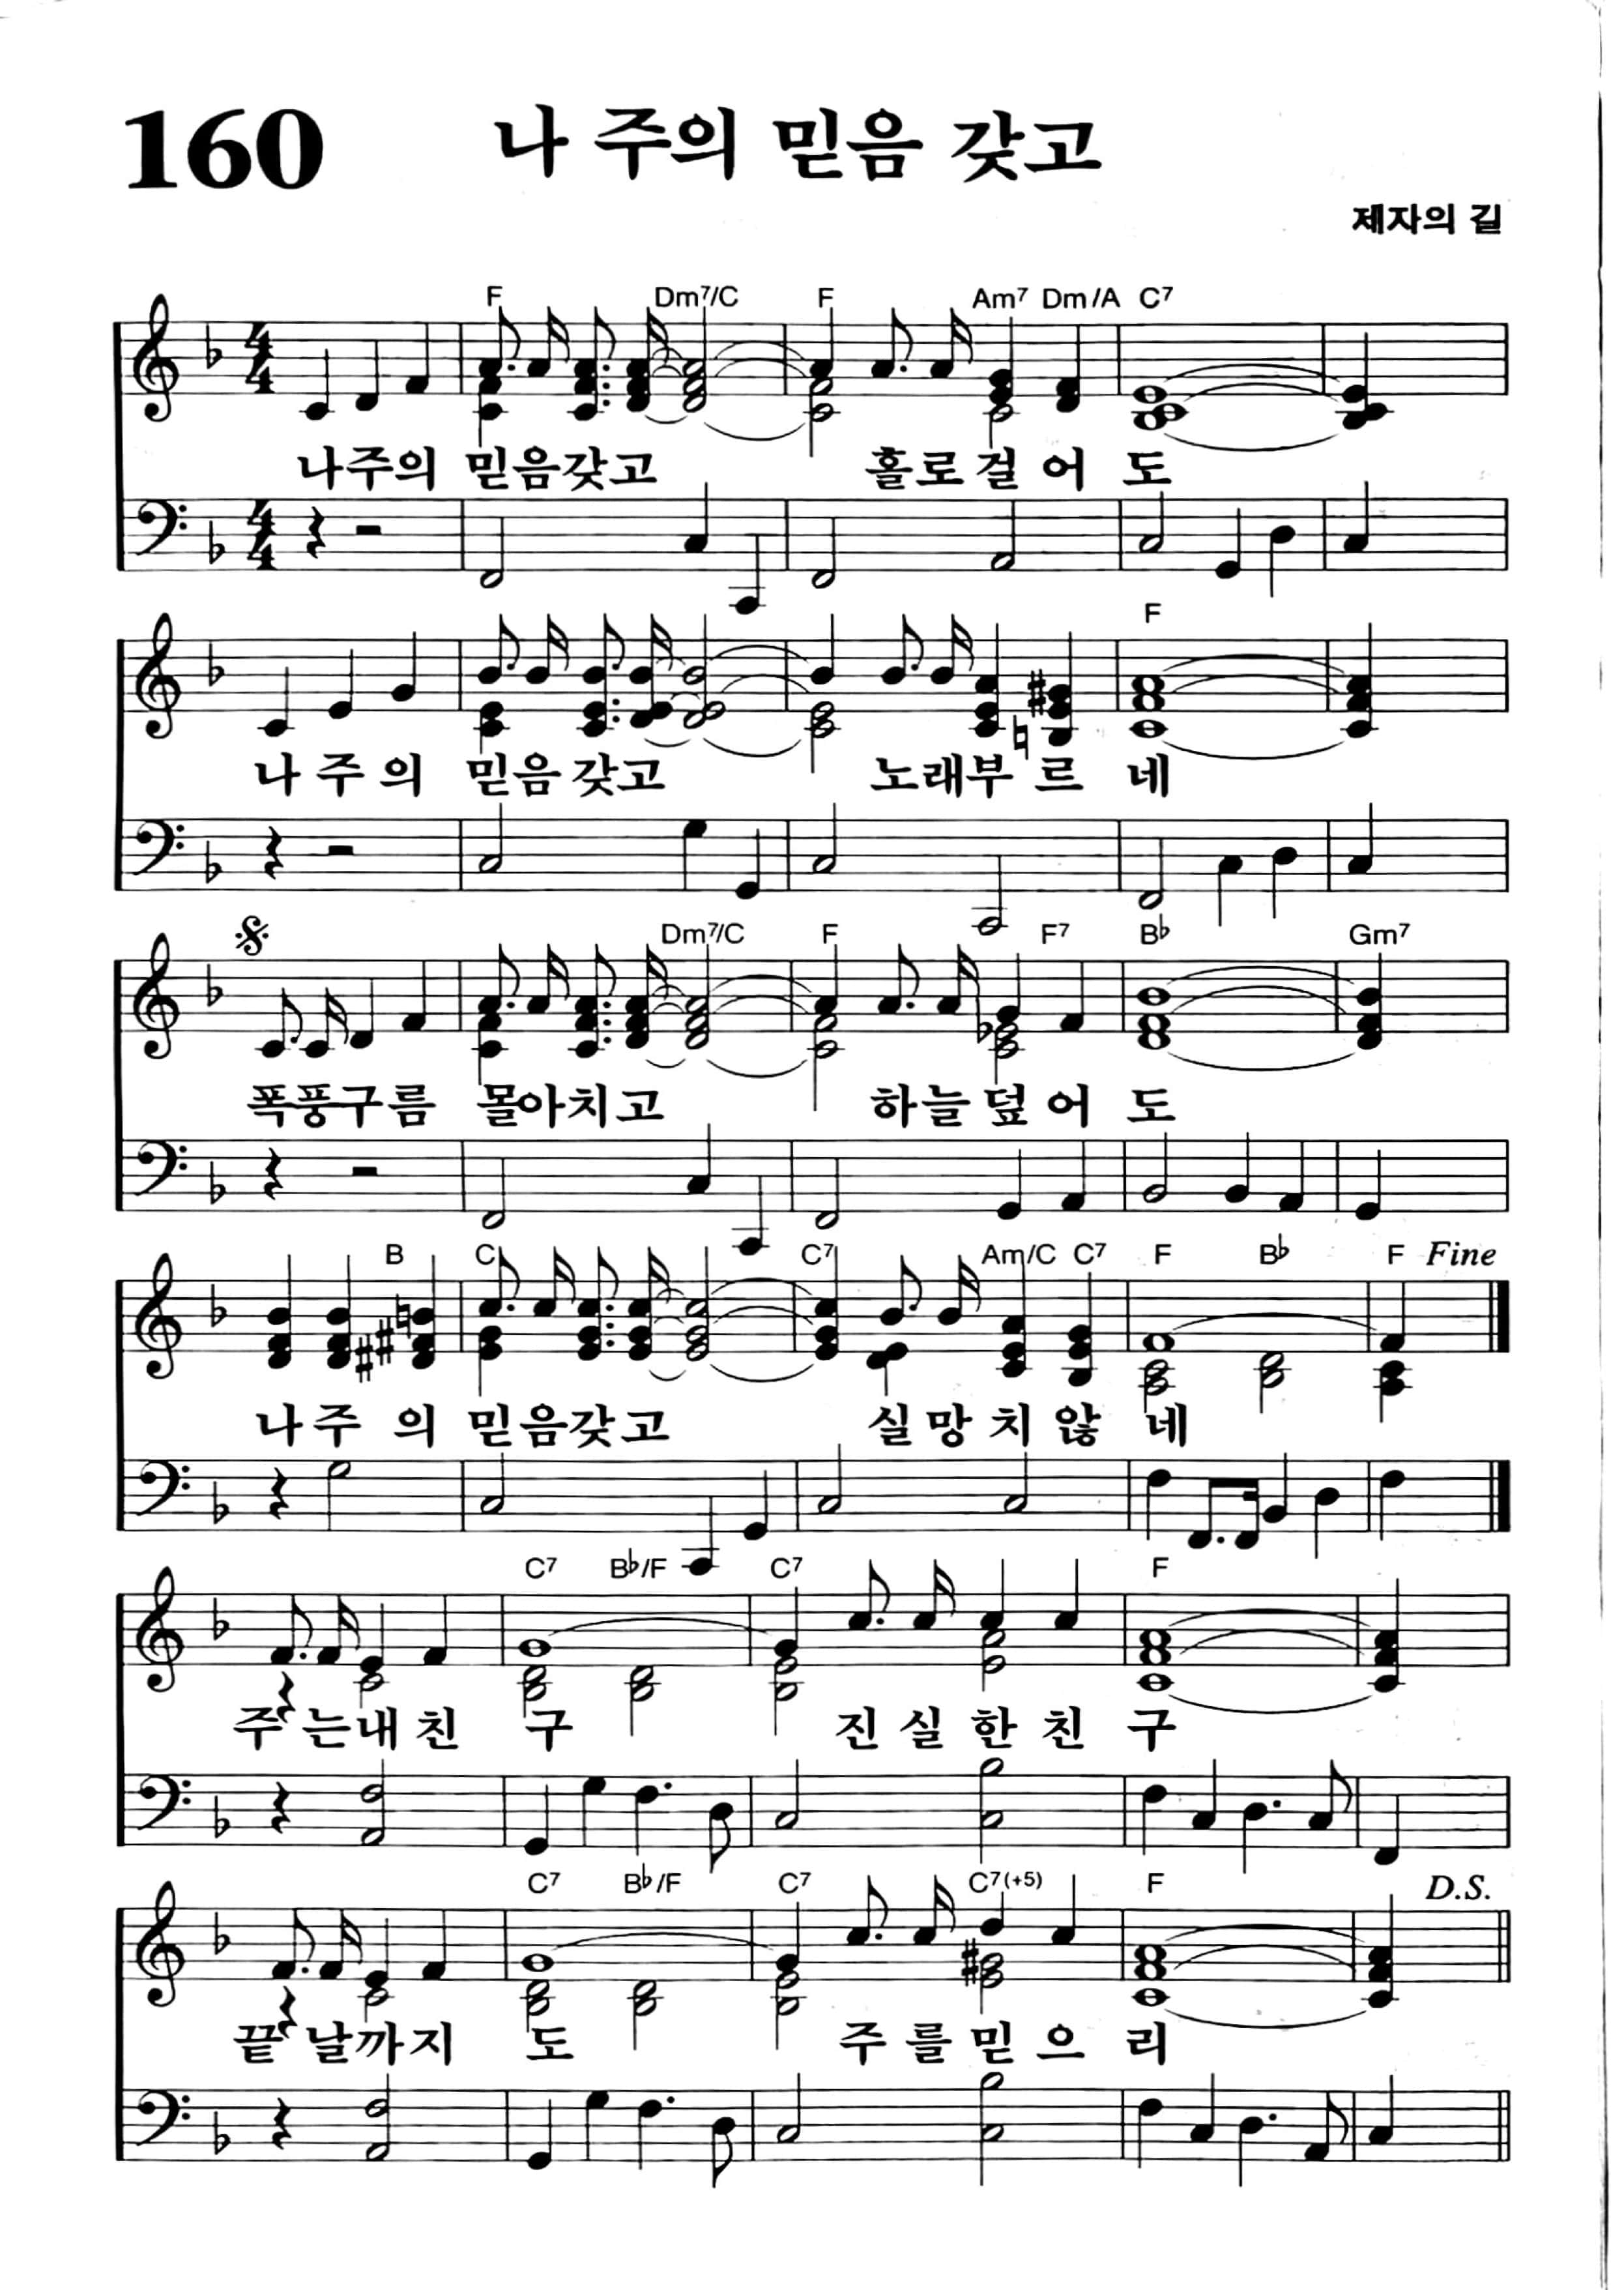 160
나 주의 믿음 갖고
제자의 길
F Dm7/C F Am7 Dm/A C7
나주의 믿음갖고 홀로걸어도
F
나 주 의 믿음갖고 노래부르 네
Dm7/C F F7 B♭ Gm7
폭풍구름 몰아치고 하늘덮어 도
B C C7 Am/C C7 F B♭ F Fine
나주 의 믿음갖고 실망치않 네
C7 B♭/F C7 F
주는내친 구 진실한친 구
C7 B♭/F C7 C7(+5) F D.S.
끝날까지 도 주를믿으 리